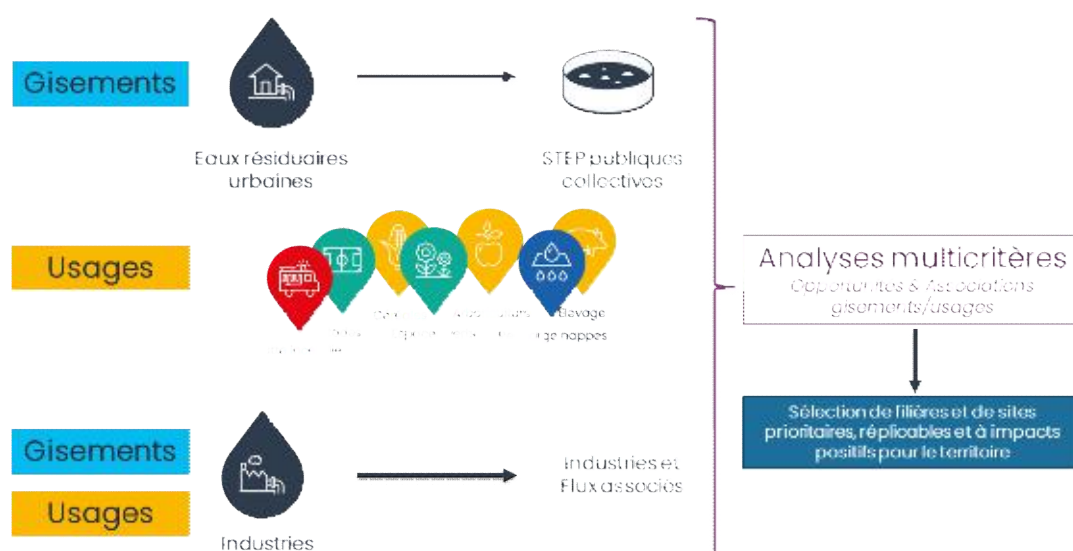 Gisements
Eaux résiduaires
urbaines
STEP publiques
collectives
Usages
Elevage
nappes
Analyses multicritères
Opportunités & Associations
gisements/usages
Sélection de filières et de sites
prioritaires, réplicables et à impacts
positifs pour le territoire
Gisements
Usages
Industries
Industries et
Flux associés